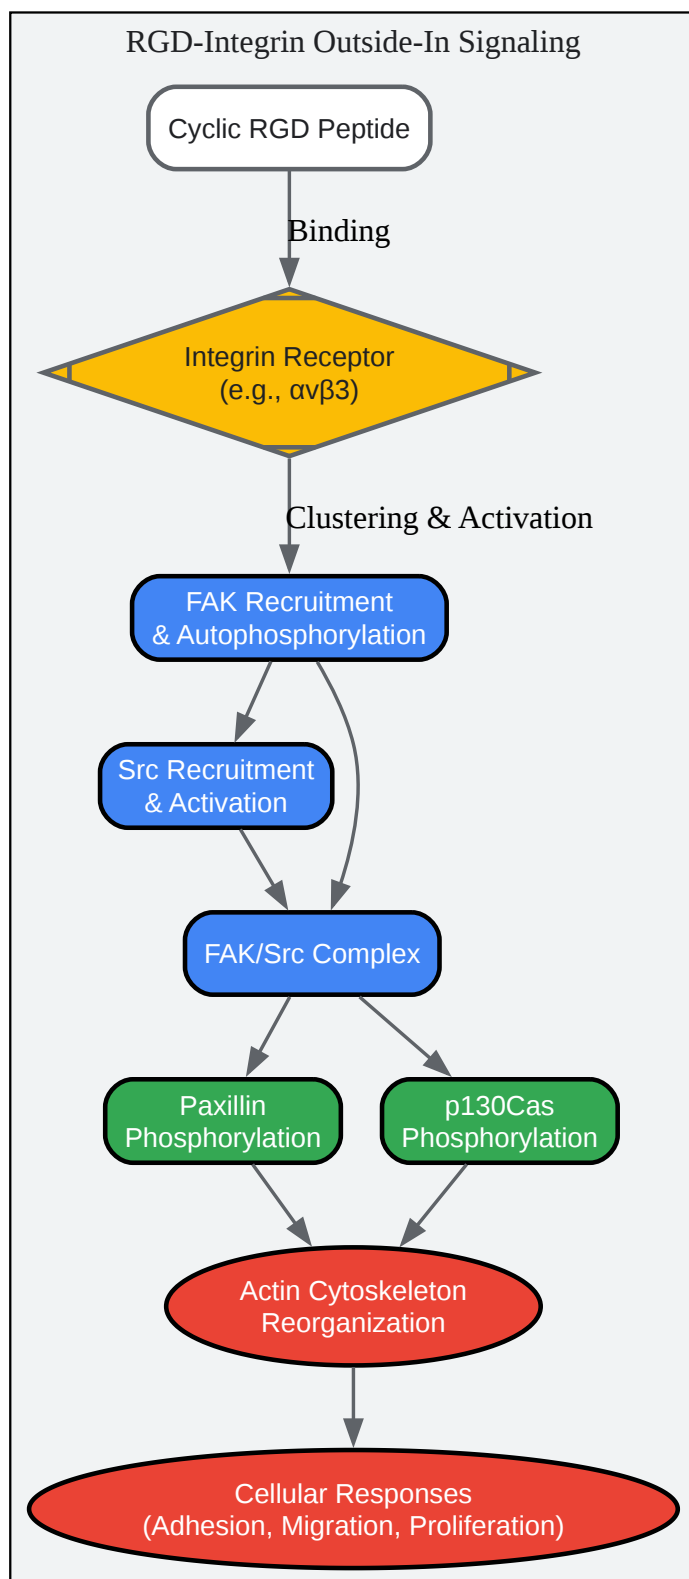 RGD-Integrin Outside-In Signaling
Cyclic RGD Peptide
Binding
Integrin Receptor
(e.g., αvβ3)
Clustering & Activation
FAK Recruitment
& Autophosphorylation
Src Recruitment
& Activation
FAK/Src Complex
Paxillin
Phosphorylation
p130Cas
Phosphorylation
Actin Cytoskeleton
Reorganization
Cellular Responses
(Adhesion, Migration, Proliferation)